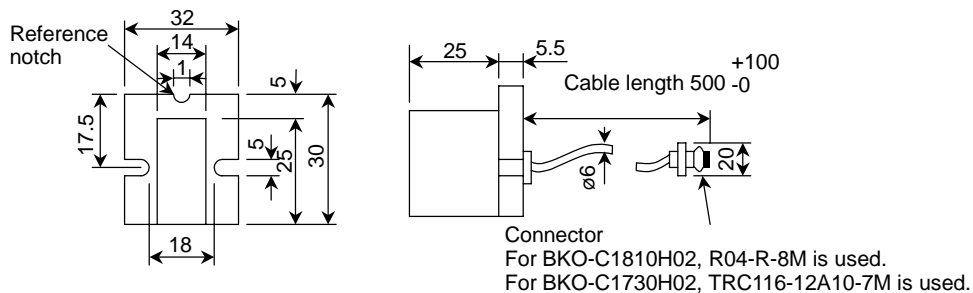 32
Reference
notch
14
1
5
17.5
5
25
30
18
25
5.5
Cable length 500 +100 -0
ø6
20
Connector
For BKO-C1810H02, R04-R-8M is used.
For BKO-C1730H02, TRC116-12A10-7M is used.